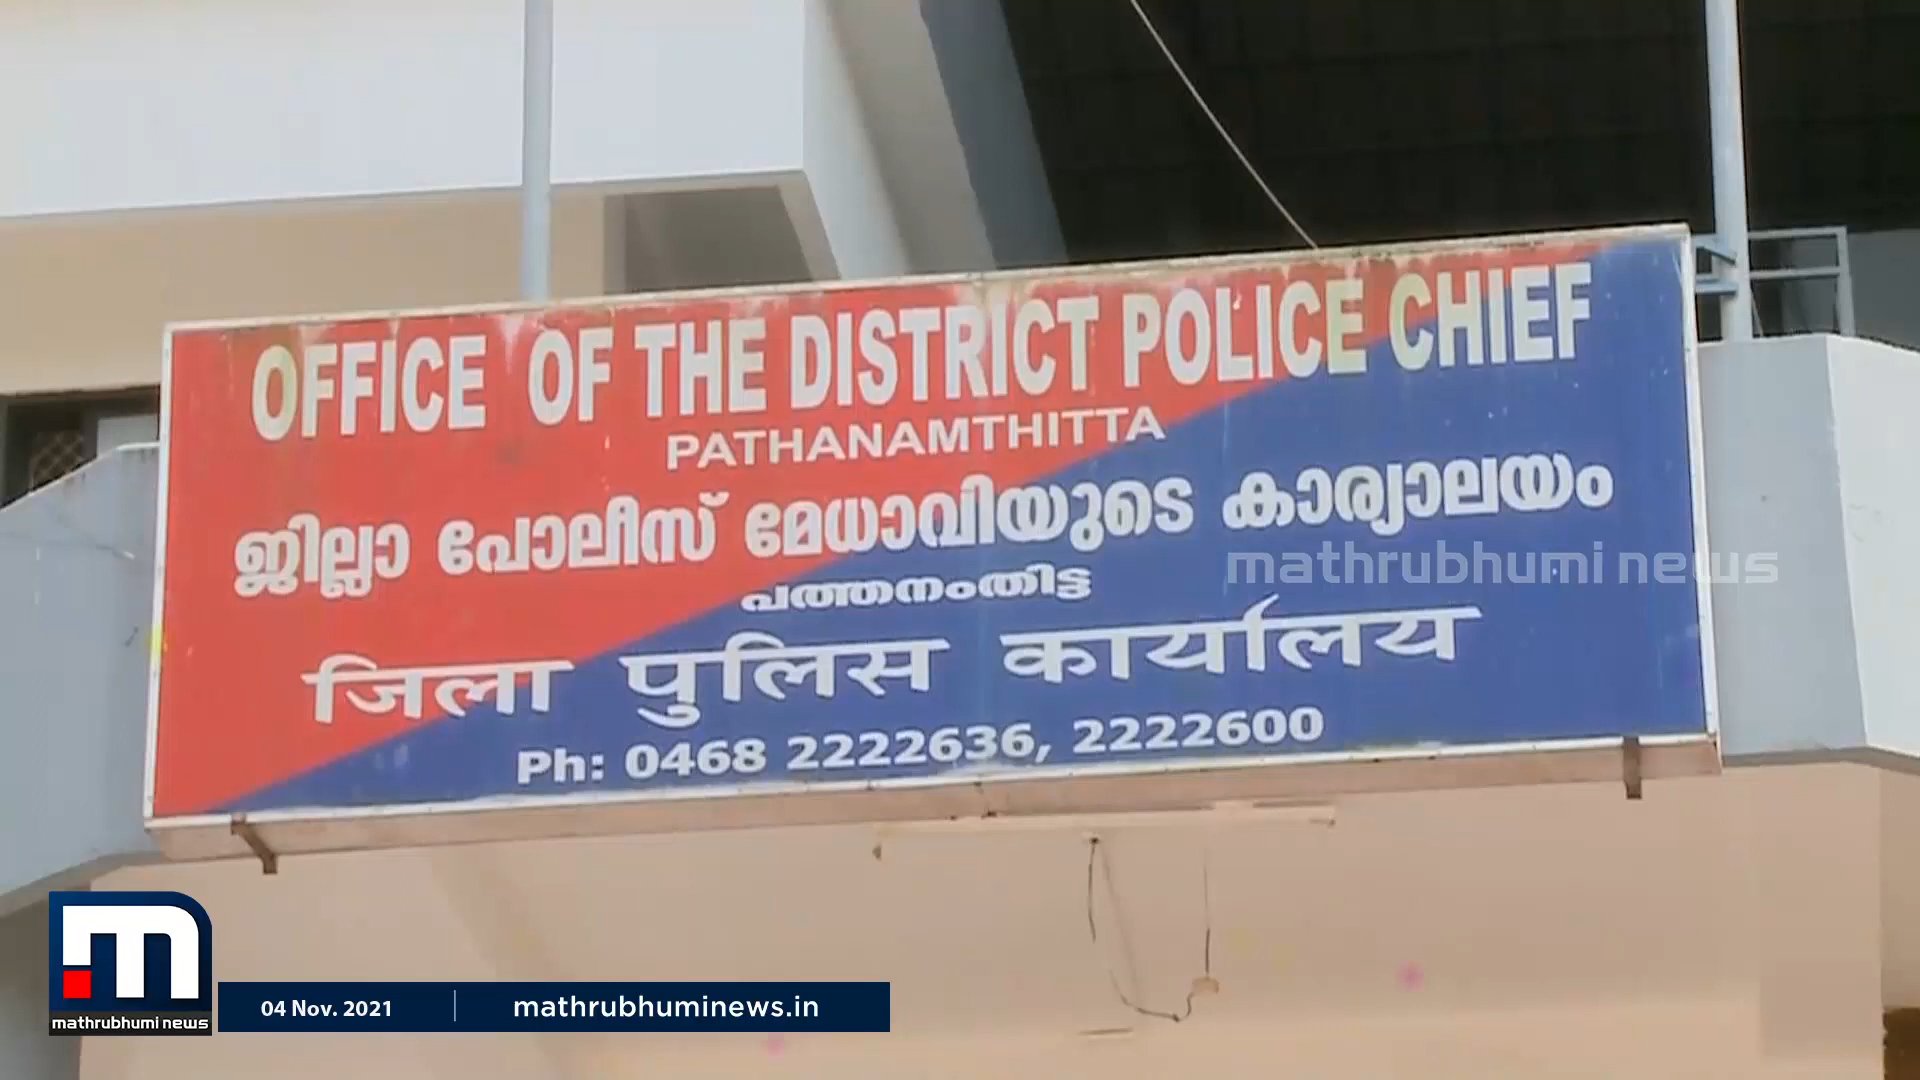 OFFICE OF THE DISTRICT POLICE CHIEF
PATHANAMTHITTA
ജില്ലാ പോലീസ് മേധാവിയുടെ കാര്യാലയം
mathrubhumi news
പത്തനംതിട്ട
जिला पुलिस कार्यालय
Ph: 0468 2222636, 2222600
mathrubhumi news
04 Nov. 2021
mathrubhuminews.in